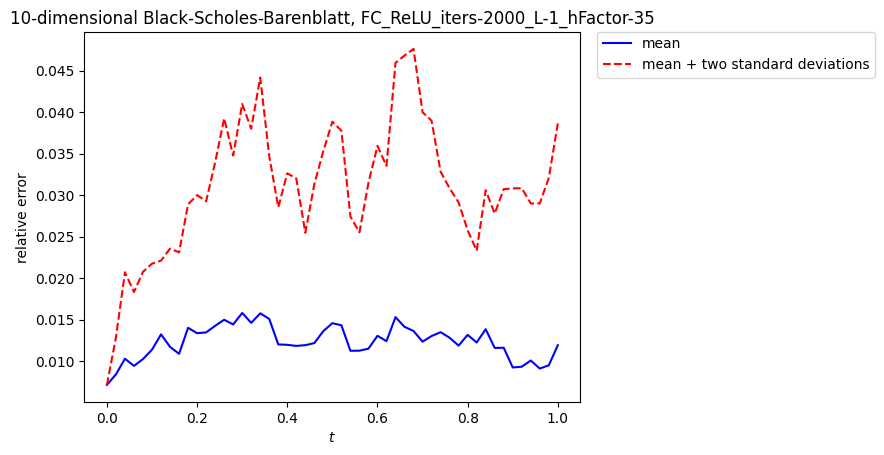 10-dimensional Black-Scholes-Barenblatt, FC_ReLU_iters-2000_L-1_hFactor-35
mean
mean + two standard deviations
relative error
0.045
0.040
0.035
0.030
0.025
0.020
0.015
0.010
0.0 0.2 0.4 0.6 0.8 1.0
t